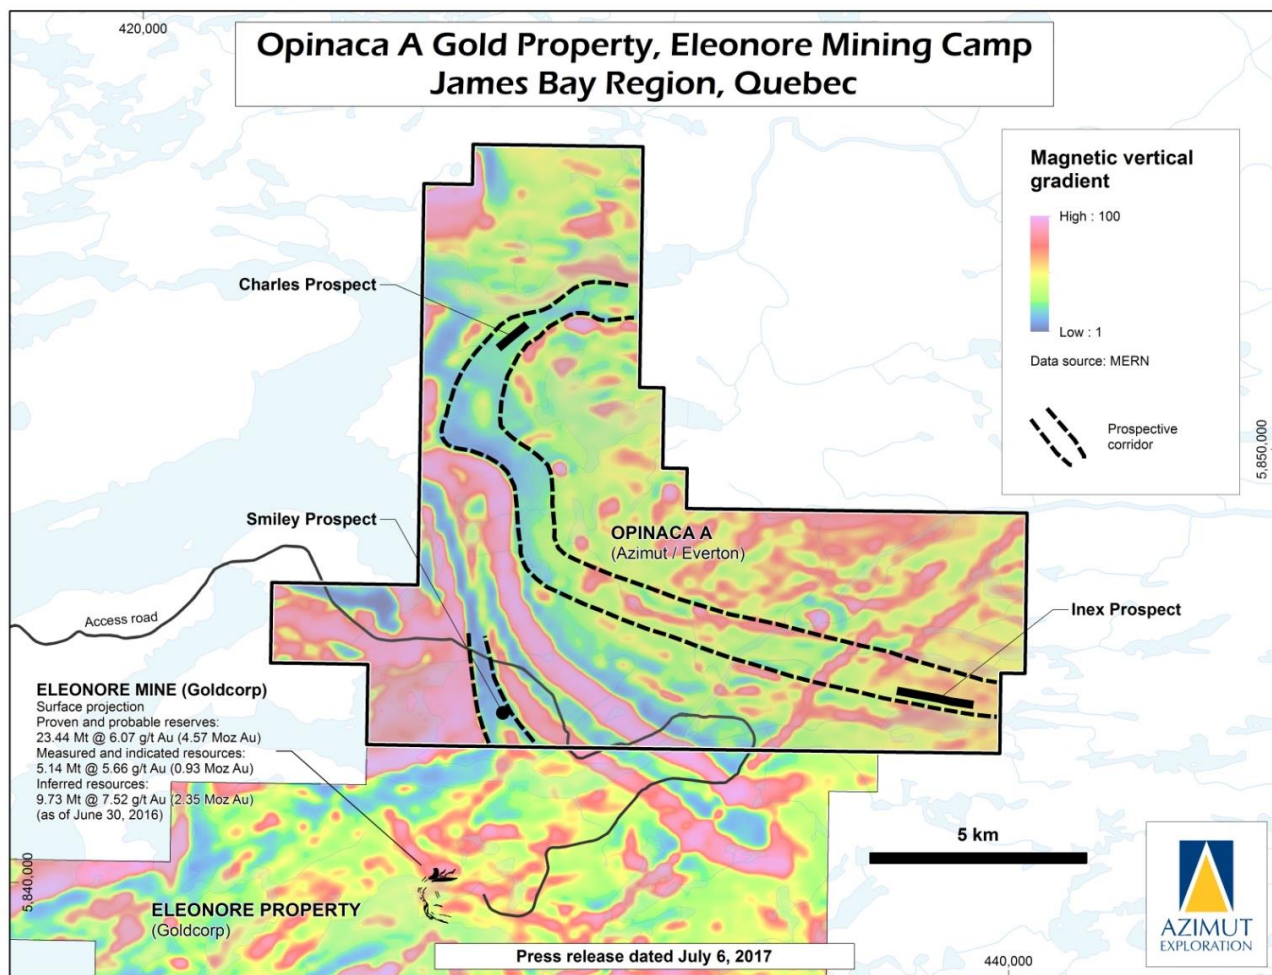 420,000
Opinaca A Gold Property, Eleonore Mining Camp
James Bay Region, Quebec
Magnetic vertical
gradient
High : 100
Low : 1
Data source: MERN
Prospective
corridor
5,850,000
Charles Prospect
Smiley Prospect
OPINACA A
(Azimut / Everton)
Access road
Inex Prospect
ELEONORE MINE (Goldcorp)
Surface projection
Proven and probable reserves:
23.44 Mt @ 6.07 g/t Au (4.57 Moz Au)
Measured and indicated resources:
5.14 Mt @ 5.66 g/t Au (0.93 Moz Au)
Inferred resources:
9.73 Mt @ 7.52 g/t Au (2.35 Moz Au)
(as of June 30, 2016)
5 km
5,840,000
ELEONORE PROPERTY
(Goldcorp)
AZIMUT
EXPLORATION
Press release dated July 6, 2017
440,000